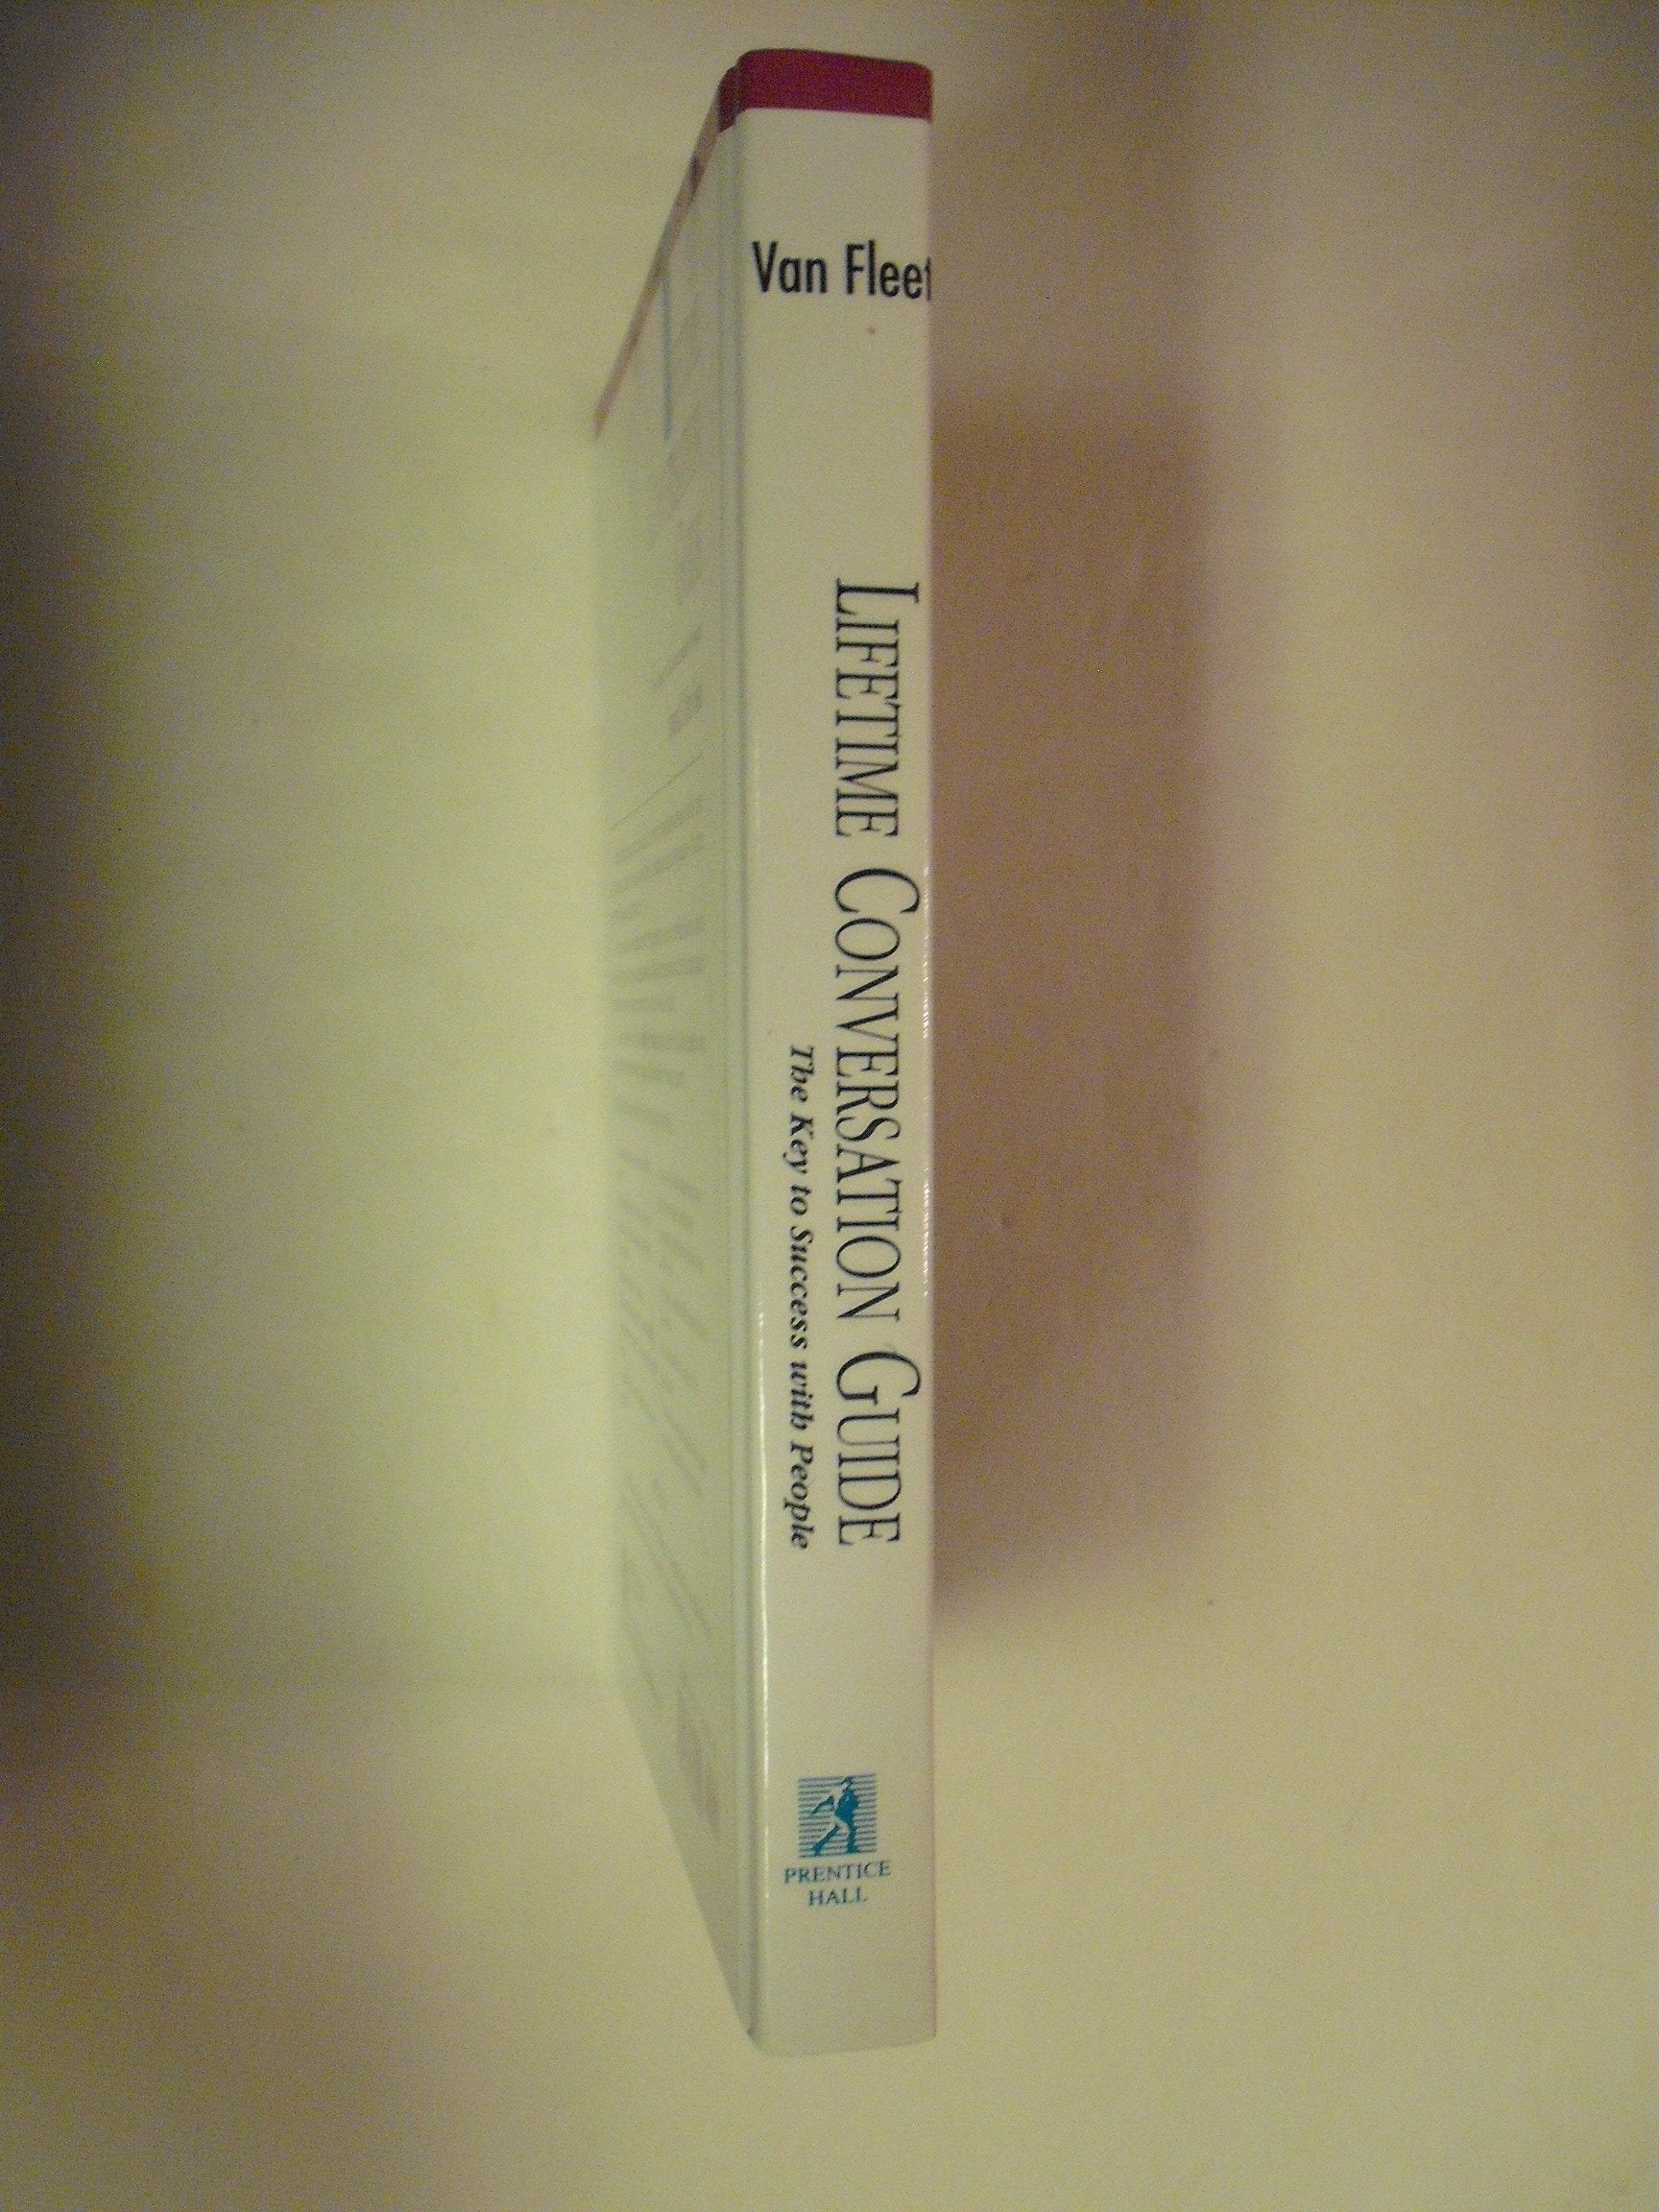 Van Fleet
LIFETIME CONVERSATION GUIDE
The Key to Success with People
PRENTICE
HALL